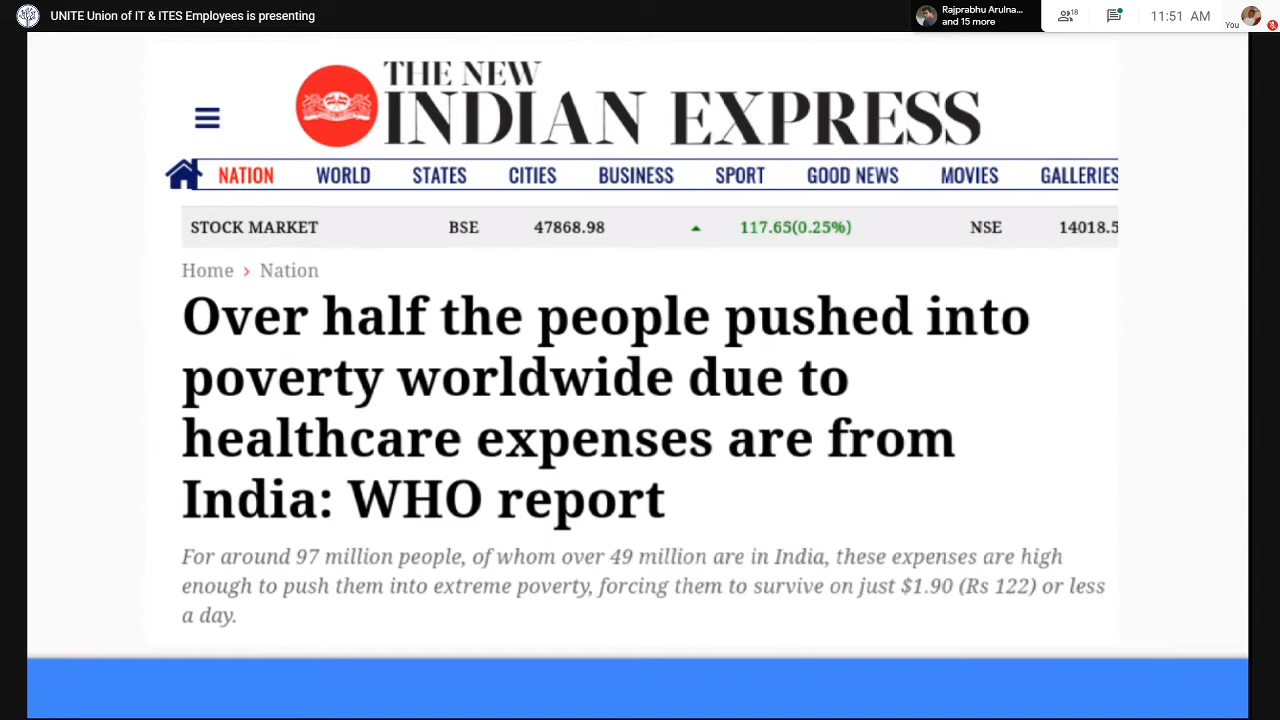 UNITE Union of IT & ITES Employees is presenting
Rajprabhu Arulna...
and 15 more
18
11:51 AM
You
THE NEW
INDIAN EXPRESS
NATION WORLD STATES CITIES BUSINESS SPORT GOOD NEWS MOVIES GALLERIES
STOCK MARKET BSE 47868.98 117.65(0.25%) NSE 14018.5
Home › Nation
Over half the people pushed into
poverty worldwide due to
healthcare expenses are from
India: WHO report
For around 97 million people, of whom over 49 million are in India, these expenses are high
enough to push them into extreme poverty, forcing them to survive on just $1.90 (Rs 122) or less
a day.